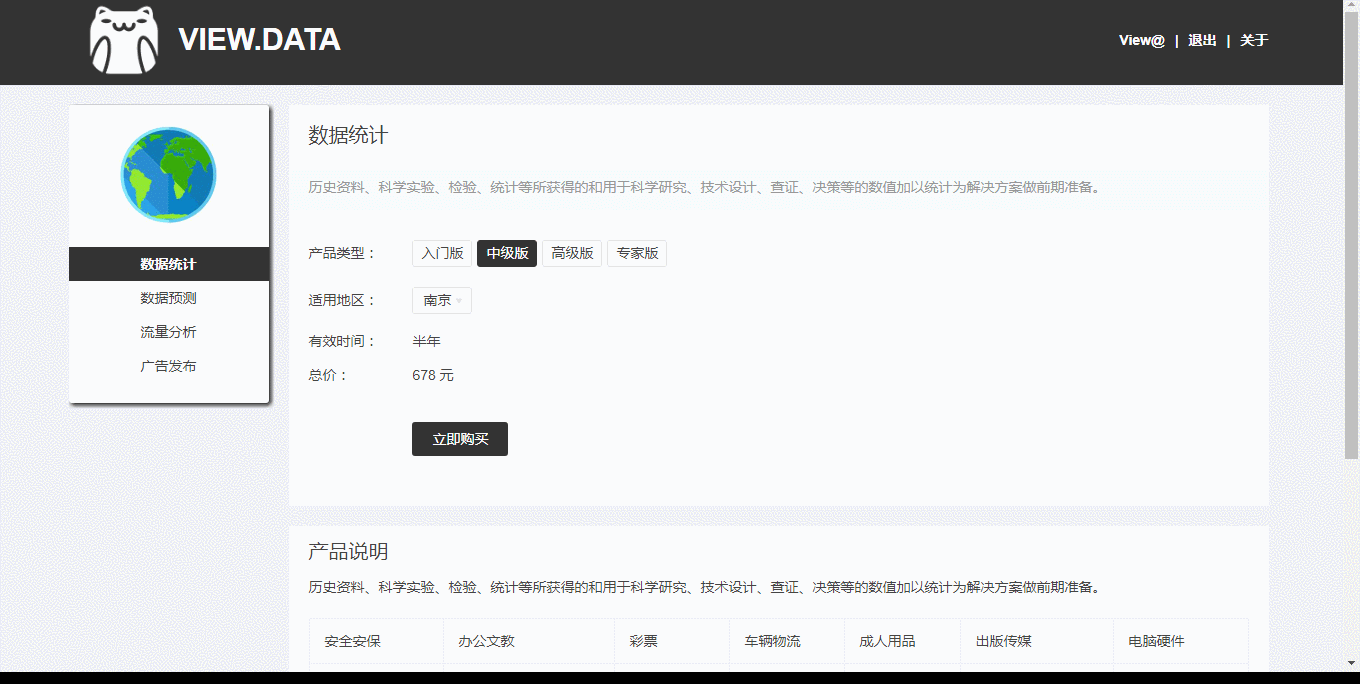 VIEW.DATA
View@ | 退出 | 关于
数据统计
数据预测
流量分析
广告发布
数据统计
历史资料、科学实验、检验、统计等所获得的和用于科学研究、技术设计、查证、决策等的数值加以统计为解决方案做前期准备。
产品类型： 入门版 中级版 高级版 专家版
适用地区： 南京
有效时间： 半年
总价： 678 元
立即购买
产品说明
历史资料、科学实验、检验、统计等所获得的和用于科学研究、技术设计、查证、决策等的数值加以统计为解决方案做前期准备。
安全安保 办公文教 彩票 车辆物流 成人用品 出版传媒 电脑硬件